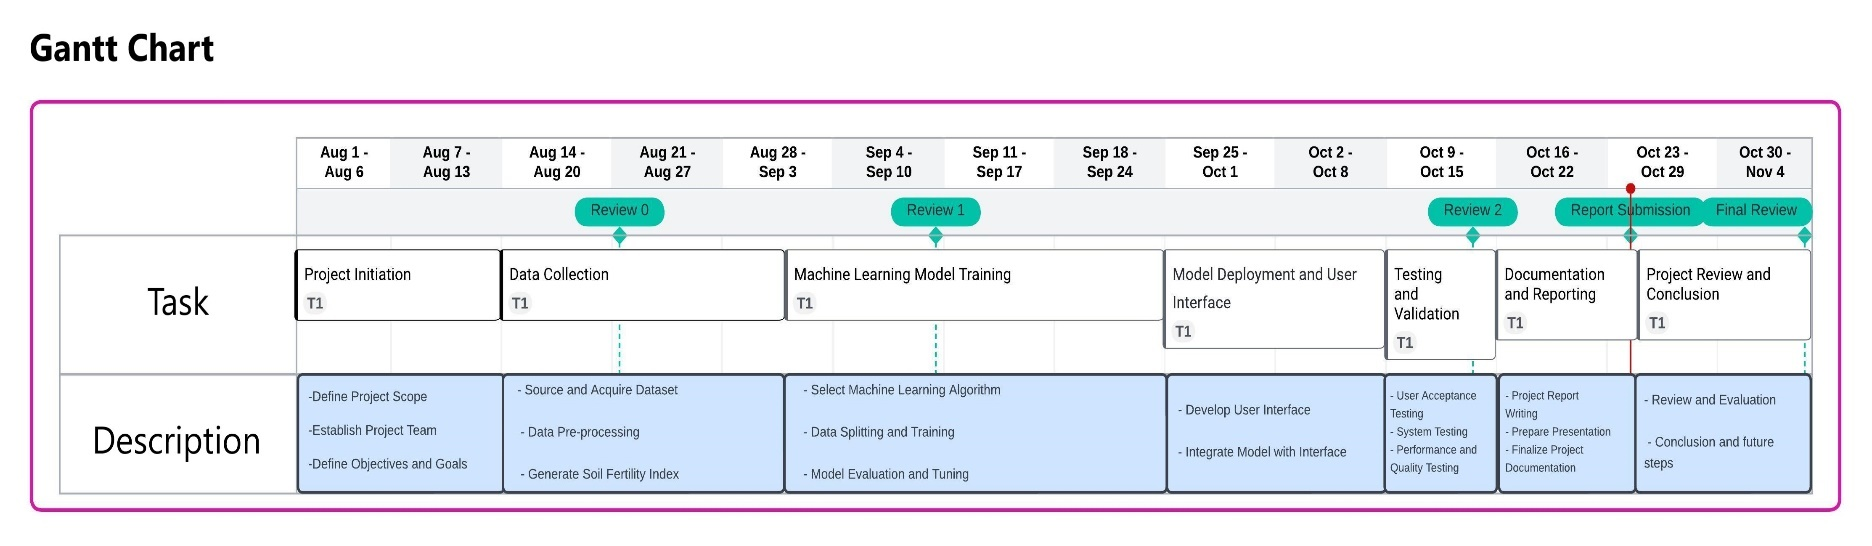 Gantt Chart
Aug 1 -
Aug 6
Aug 7 -
Aug 13
Aug 14 -
Aug 20
Aug 21 -
Aug 27
Aug 28 -
Sep 3
Sep 4 -
Sep 10
Sep 11 -
Sep 17
Sep 18 -
Sep 24
Sep 25 -
Oct 1
Oct 2 -
Oct 8
Oct 9 -
Oct 15
Oct 16 -
Oct 22
Oct 23 -
Oct 29
Oct 30 -
Nov 4
Review 0
Review 1
Review 2
Report Submission
Final Review
Task
Project Initiation
T1
Data Collection
T1
Machine Learning Model Training
T1
Model Deployment and User
Interface
T1
Testing
and
Validation
T1
Documentation
and Reporting
T1
Project Review and
Conclusion
T1
Description
-Define Project Scope
-Establish Project Team
-Define Objectives and Goals
- Source and Acquire Dataset
- Data Pre-processing
- Generate Soil Fertility Index
- Select Machine Learning Algorithm
- Data Splitting and Training
- Model Evaluation and Tuning
- Develop User Interface
- Integrate Model with Interface
- User Acceptance
Testing
- System Testing
- Performance and
Quality Testing
- Project Report
Writing
- Prepare Presentation
- Finalize Project
Documentation
- Review and Evaluation
- Conclusion and future
steps